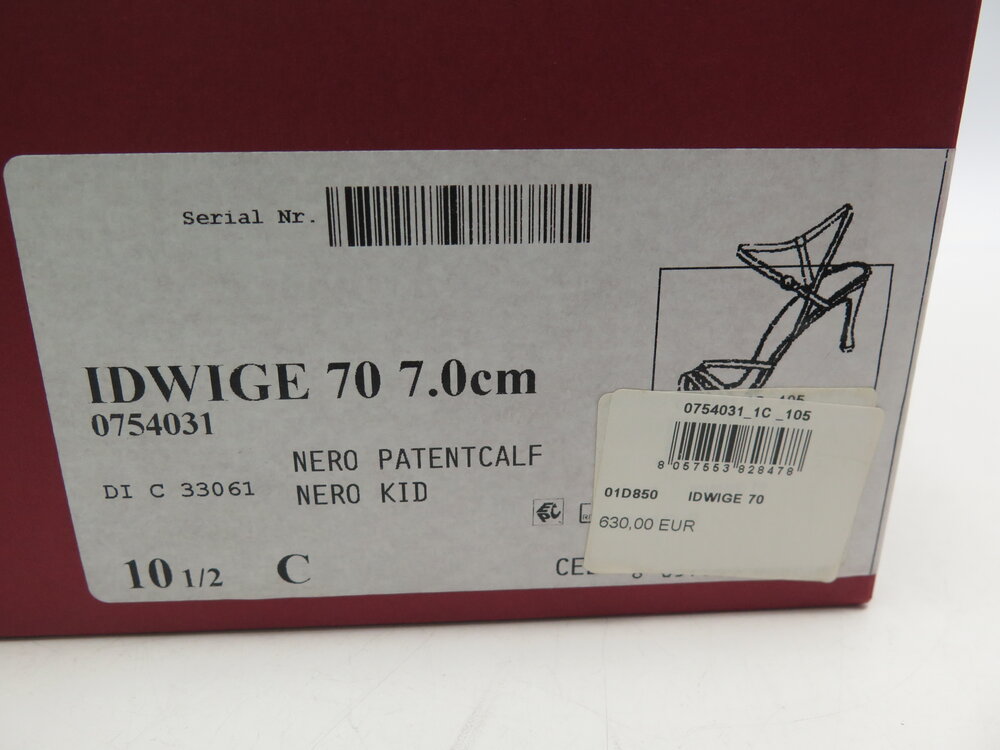 Serial Nr.
IDWIGE 70 7.0cm
0754031
NERO PATENTCALF
DI C 33061
NERO KID
10 1/2 C
105
0754031_1C _105
8 057553 828478
01D850 IDWIGE 70
630,00 EUR